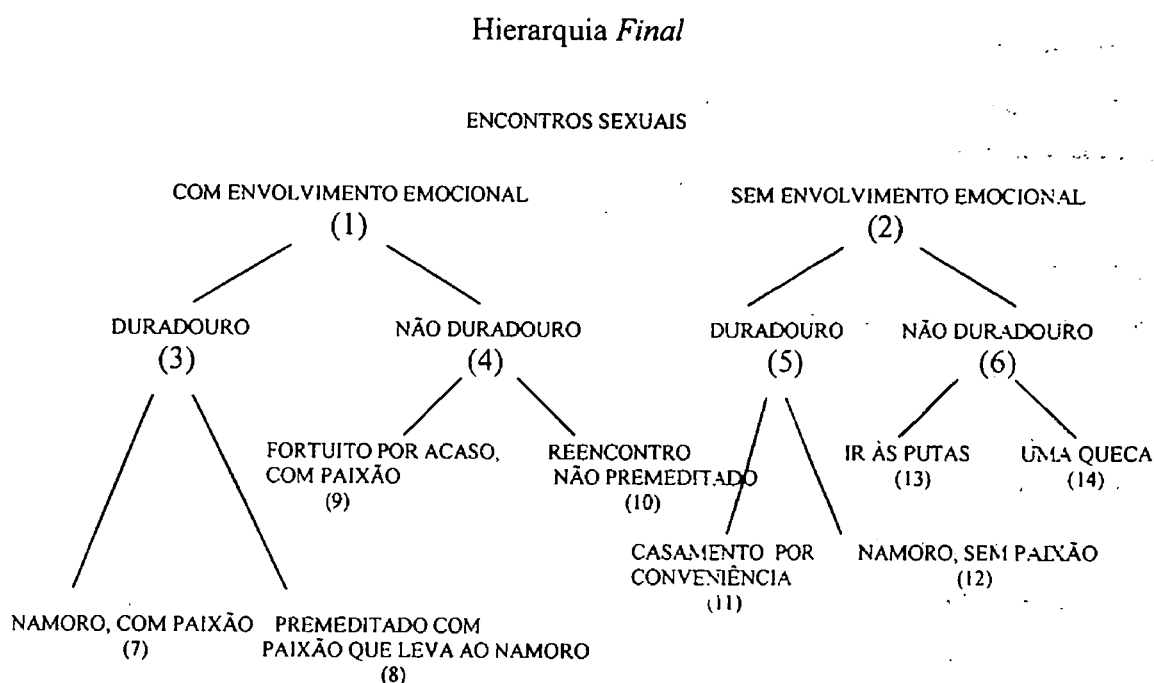 Hierarquia Final
ENCONTROS SEXUAIS
COM ENVOLVIMENTO EMOCIONAL
(1)
SEM ENVOLVIMENTO EMOCIONAL
(2)
DURADOURO
(3)
NÃO DURADOURO
(4)
DURADOURO
(5)
NÃO DURADOURO
(6)
FORTUITO POR ACASO,
COM PAIXÃO
(9)
REENCONTRO
NÃO PREMEDITADO
(10)
IR ÀS PUTAS
(13)
UMA QUECA
(14)
CASAMENTO POR
CONVENIÊNCIA
(11)
NAMORO, SEM PAIXÃO
(12)
NAMORO, COM PAIXÃO
(7)
PREMEDITADO COM
PAIXÃO QUE LEVA AO NAMORO
(8)